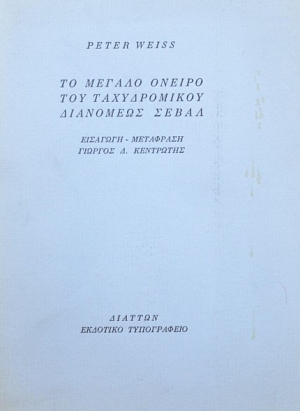 PETER WEISS
ΤΟ ΜΕΓΑΛΟ ΟΝΕΙΡΟ
ΤΟΥ ΤΑΧΥΔΡΟΜΙΚΟΥ
ΔΙΑΝΟΜΕΩΣ ΣΕΒΑΛ
ΕΙΣΑΓΩΓΗ - ΜΕΤΑΦΡΑΣΗ
ΓΙΩΡΓΟΣ Δ. ΚΕΝΤΡΩΤΗΣ
ΔΙΑΤΤΩΝ
ΕΚΔΟΤΙΚΟ ΤΥΠΟΓΡΑΦΕΙΟ